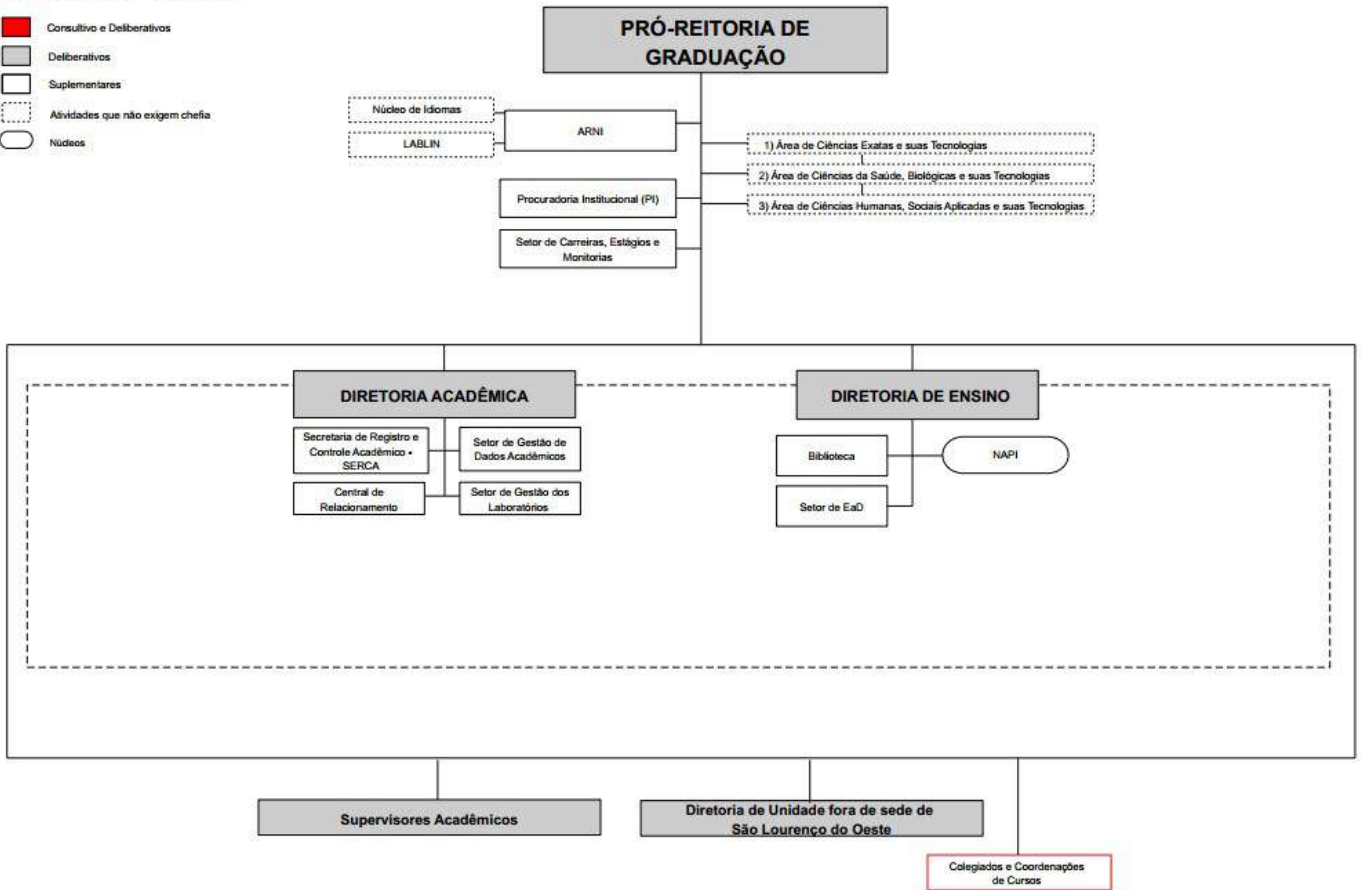 Consultivo e Deliberativos
Deliberativos
Suplementares
Atividades que não exigem chefia
Núcleos
PRÓ-REITORIA DE
GRADUAÇÃO
Núcleo de Idiomas
LABLIN
ARNI
1) Área de Ciências Exatas e suas Tecnologias
2) Área de Ciências da Saúde, Biológicas e suas Tecnologias
3) Área de Ciências Humanas, Sociais Aplicadas e suas Tecnologias
Procuradoria Institucional (PI)
Setor de Carreiras, Estágios e
Monitorias
DIRETORIA ACADÊMICA
Secretaria de Registro e
Controle Acadêmico -
SERCA
Setor de Gestão de
Dados Acadêmicos
Central de
Relacionamento
Setor de Gestão dos
Laboratórios
DIRETORIA DE ENSINO
Biblioteca
NAPI
Setor de EaD
Supervisores Acadêmicos
Diretoria de Unidade fora de sede de
São Lourenço do Oeste
Colegiados e Coordenações
de Cursos